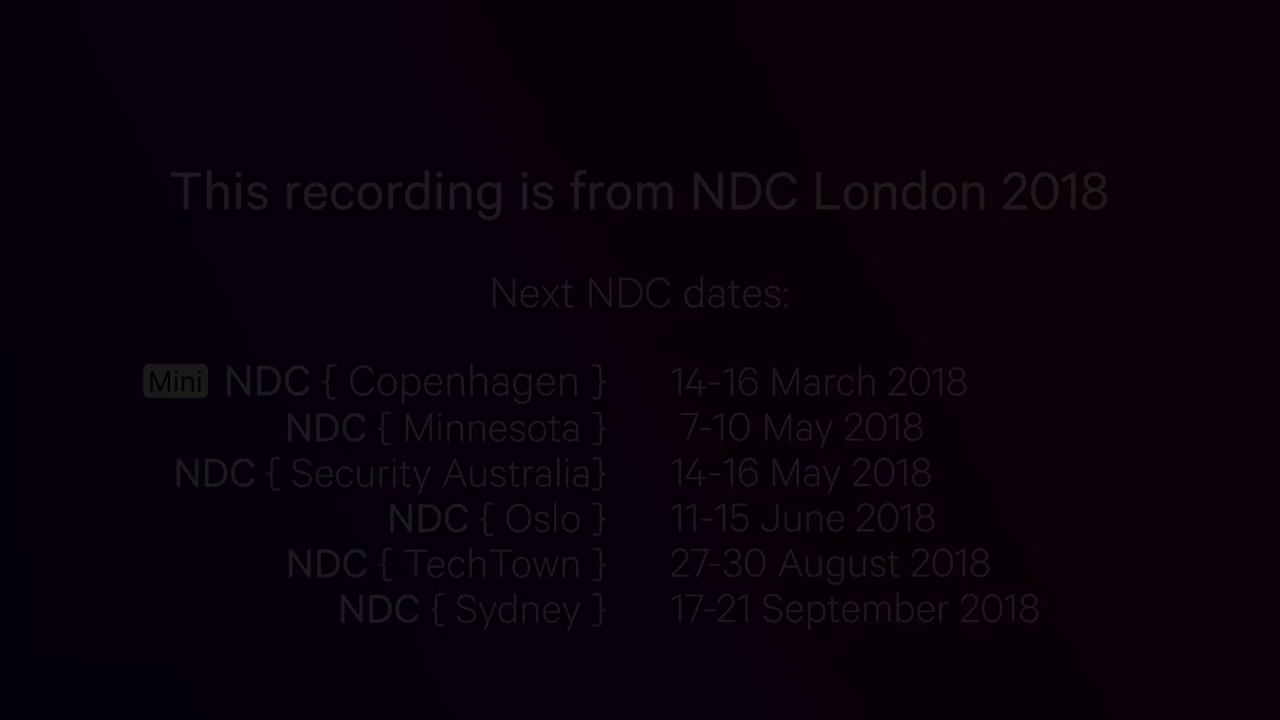 This recording is from NDC London 2018
Next NDC dates:
Mini NDC { Copenhagen } 14-16 March 2018
NDC { Minnesota } 7-10 May 2018
NDC { Security Australia} 14-16 May 2018
NDC { Oslo } 11-15 June 2018
NDC { TechTown } 27-30 August 2018
NDC { Sydney } 17-21 September 2018